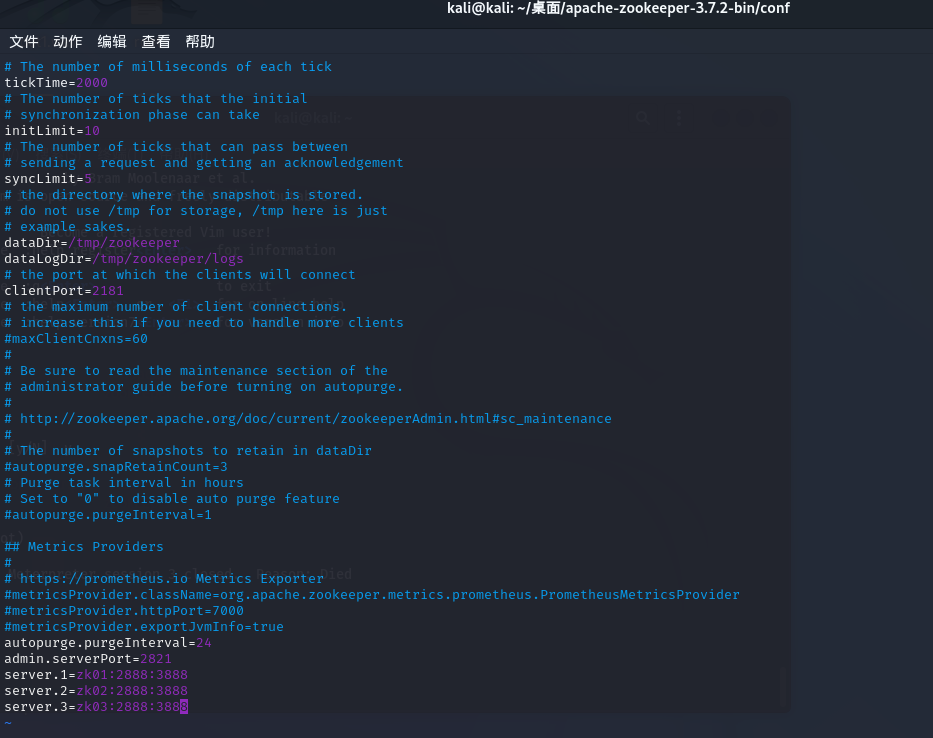 kali@kali: ~/桌面/apache-zookeeper-3.7.2-bin/conf
文件 动作 编辑 查看 帮助
# The number of milliseconds of each tick
tickTime=2000
# The number of ticks that the initial
# synchronization phase can take
initLimit=10
# The number of ticks that can pass between
# sending a request and getting an acknowledgement
syncLimit=5
# the directory where the snapshot is stored.
# do not use /tmp for storage, /tmp here is just
# example sakes.
dataDir=/tmp/zookeeper
dataLogDir=/tmp/zookeeper/logs
# the port at which the clients will connect
clientPort=2181
# the maximum number of client connections.
# increase this if you need to handle more clients
#maxClientCnxns=60
#
# Be sure to read the maintenance section of the
# administrator guide before turning on autopurge.
#
# http://zookeeper.apache.org/doc/current/zookeeperAdmin.html#sc_maintenance
#
# The number of snapshots to retain in dataDir
#autopurge.snapRetainCount=3
# Purge task interval in hours
# Set to "0" to disable auto purge feature
#autopurge.purgeInterval=1
## Metrics Providers
#
# https://prometheus.io Metrics Exporter
#metricsProvider.className=org.apache.zookeeper.metrics.prometheus.PrometheusMetricsProvider
#metricsProvider.httpPort=7000
#metricsProvider.exportJvmInfo=true
autopurge.purgeInterval=24
admin.serverPort=2821
server.1=zk01:2888:3888
server.2=zk02:2888:3888
server.3=zk03:2888:3888
~